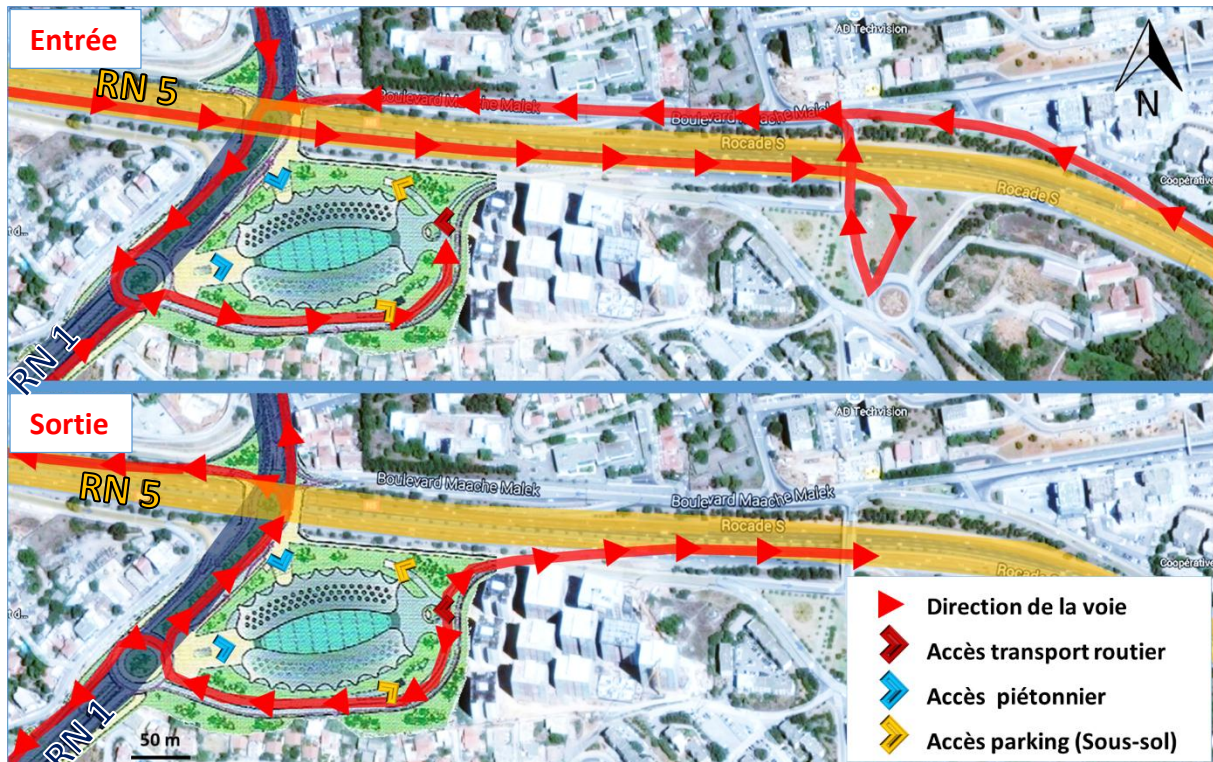 Entrée
AD Techvision
RN 5
N
Boulevard Maache Malek
Boulevard Maache Malek
Rocade S
Coopérative
Rocade S
RN 1
Sortie
AD Techvision
RN 5
Boulevard Maache Malek
Boulevard Maache Malek
Rocade S
Coopérative
RN 1
50 m
Direction de la voie
Accès transport routier
Accès piétonnier
Accès parking (Sous-sol)